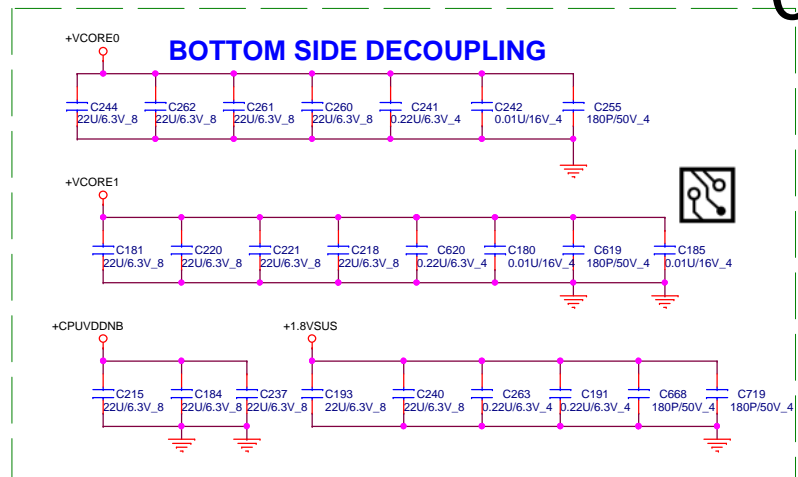 BOTTOM SIDE DECOUPLING
+VCORE0
C244 C262 C261 C260 C241 C242 C255
22U/6.3V_8 22U/6.3V_8 22U/6.3V_8 22U/6.3V_8 0.22U/6.3V_4 0.01U/16V_4 180P/50V_4
+VCORE1
C181 C220 C221 C218 C620 C180 C619 C185
22U/6.3V_8 22U/6.3V_8 22U/6.3V_8 22U/6.3V_8 0.22U/6.3V_4 0.01U/16V_4 180P/50V_4 0.01U/16V_4
+CPUVDDNB +1.8VSUS
C215 C184 C237 C193 C240 C263 C191 C668 C719
22U/6.3V_8 22U/6.3V_8 22U/6.3V_8 22U/6.3V_8 22U/6.3V_8 0.22U/6.3V_4 0.22U/6.3V_4 180P/50V_4 180P/50V_4